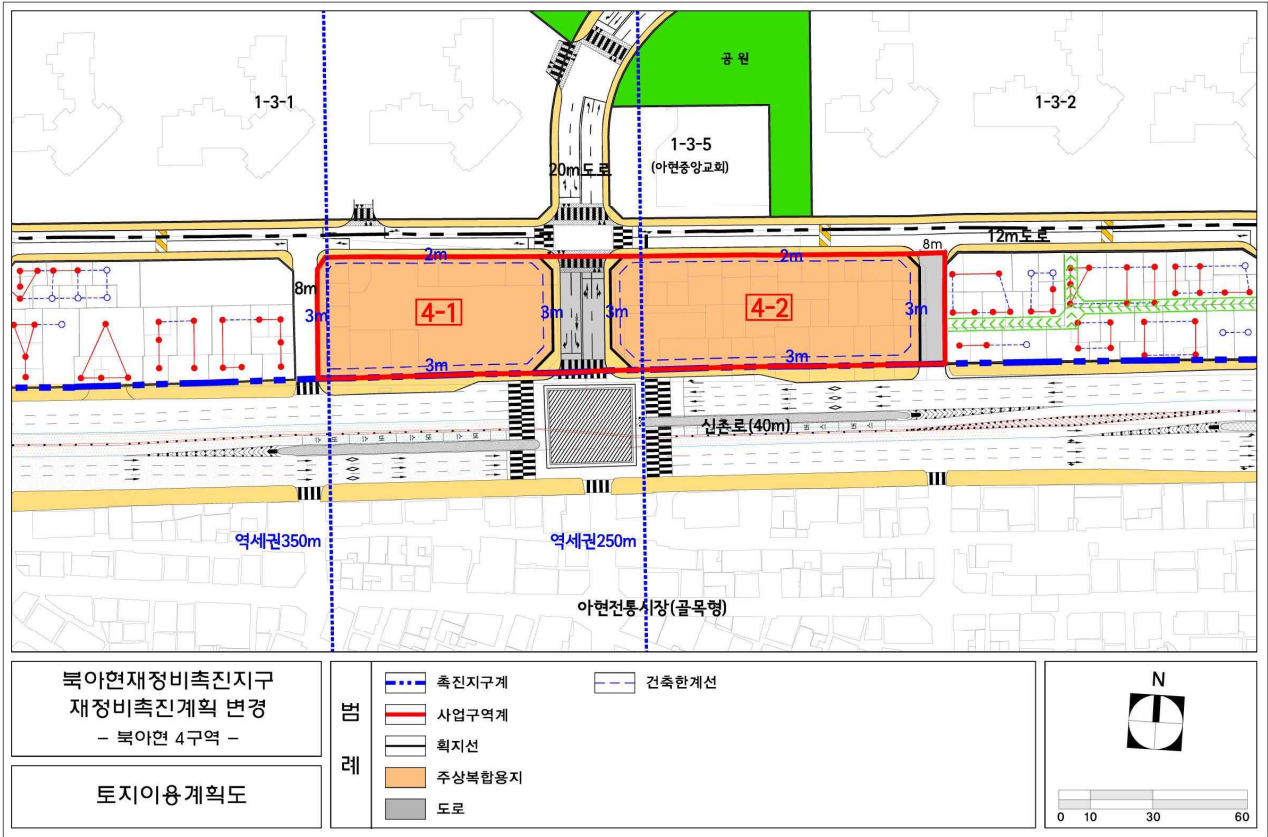 공 원
1-3-1
1-3-2
1-3-5
(아현중앙교회)
20m도로
12m도로
8m
2m
2m
8m
3m
4-1
3m
3m
4-2
3m
3m
3m
신촌로(40m)
역세권350m
역세권250m
아현전통시장(골목형)
북아현재정비촉진지구
재정비촉진계획 변경
- 북아현 4구역 -
토지이용계획도
범
례
촉진지구계
건축한계선
사업구역계
획지선
주상복합용지
도로
N
0 10 30 60